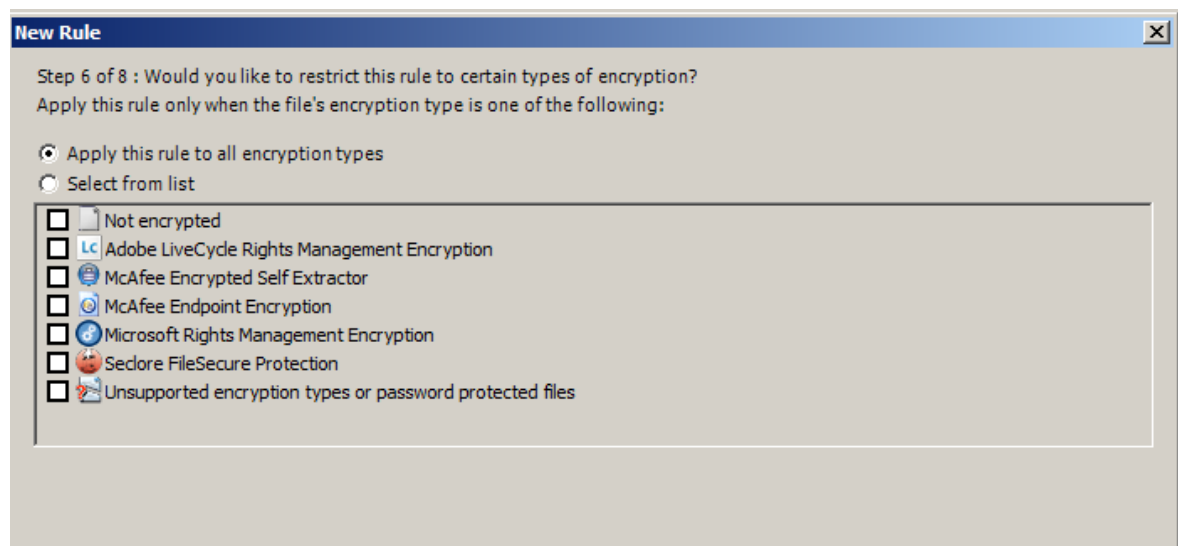 New Rule
Step 6 of 8 : Would you like to restrict this rule to certain types of encryption?
Apply this rule only when the file's encryption type is one of the following:
Apply this rule to all encryption types
Select from list
Not encrypted
Lc Adobe LiveCycle Rights Management Encryption
McAfee Encrypted Self Extractor
McAfee Endpoint Encryption
Microsoft Rights Management Encryption
Seclore FileSecure Protection
Unsupported encryption types or password protected files